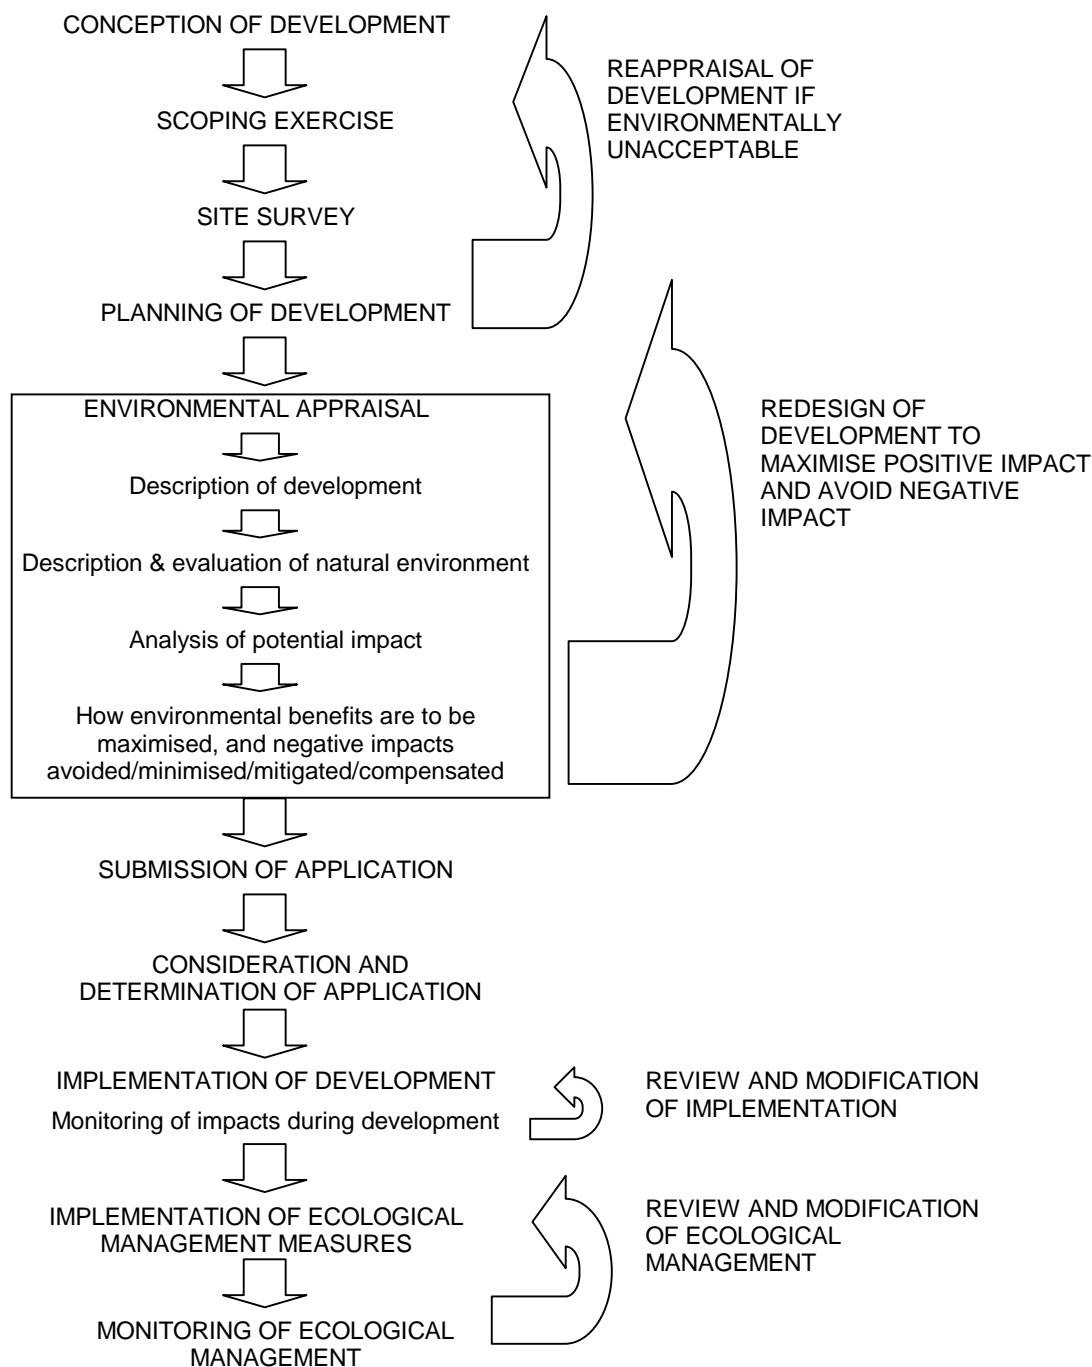 CONCEPTION OF DEVELOPMENT
REAPPRAISAL OF
DEVELOPMENT IF
ENVIRONMENTALLY
UNACCEPTABLE
SCOPING EXERCISE
SITE SURVEY
PLANNING OF DEVELOPMENT
ENVIRONMENTAL APPRAISAL
Description of development
Description & evaluation of natural environment
Analysis of potential impact
How environmental benefits are to be
maximised, and negative impacts
avoided/minimised/mitigated/compensated
REDESIGN OF
DEVELOPMENT TO
MAXIMISE POSITIVE IMPACT
AND AVOID NEGATIVE
IMPACT
SUBMISSION OF APPLICATION
CONSIDERATION AND
DETERMINATION OF APPLICATION
IMPLEMENTATION OF DEVELOPMENT
Monitoring of impacts during development
REVIEW AND MODIFICATION
OF IMPLEMENTATION
IMPLEMENTATION OF ECOLOGICAL
MANAGEMENT MEASURES
REVIEW AND MODIFICATION
OF ECOLOGICAL
MANAGEMENT
MONITORING OF ECOLOGICAL
MANAGEMENT